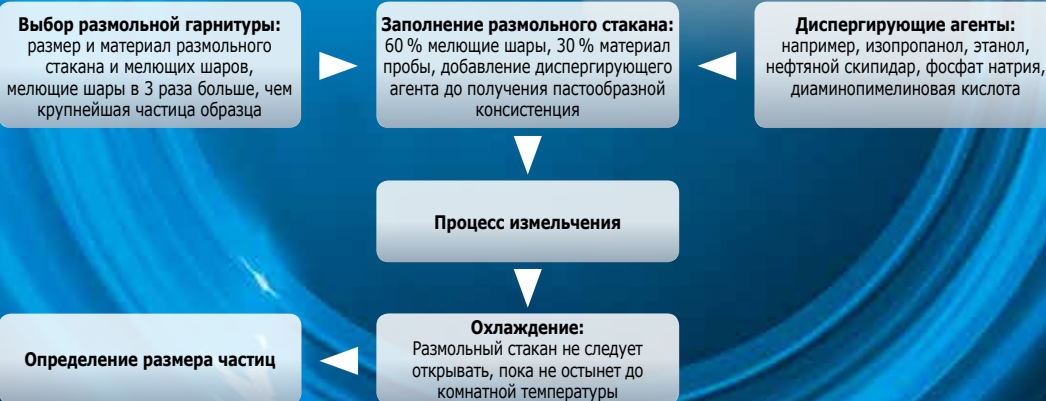 Выбор размольной гарнитуры:
размер и материал размольного
стакана и мелющих шаров,
мелющие шары в 3 раза больше, чем
крупнейшая частица образца
Заполнение размольного стакана:
60 % мелющие шары, 30 % материал
пробы, добавление диспергирующего
агента до получения пастообразной
консистенция
Диспергирующие агенты:
например, изопропанол, этанол,
нефтяной скипидар, фосфат натрия,
диаминопимелиновая кислота
Процесс измельчения
Охлаждение:
Размольный стакан не следует
открывать, пока не остынет до
комнатной температуры
Определение размера частиц